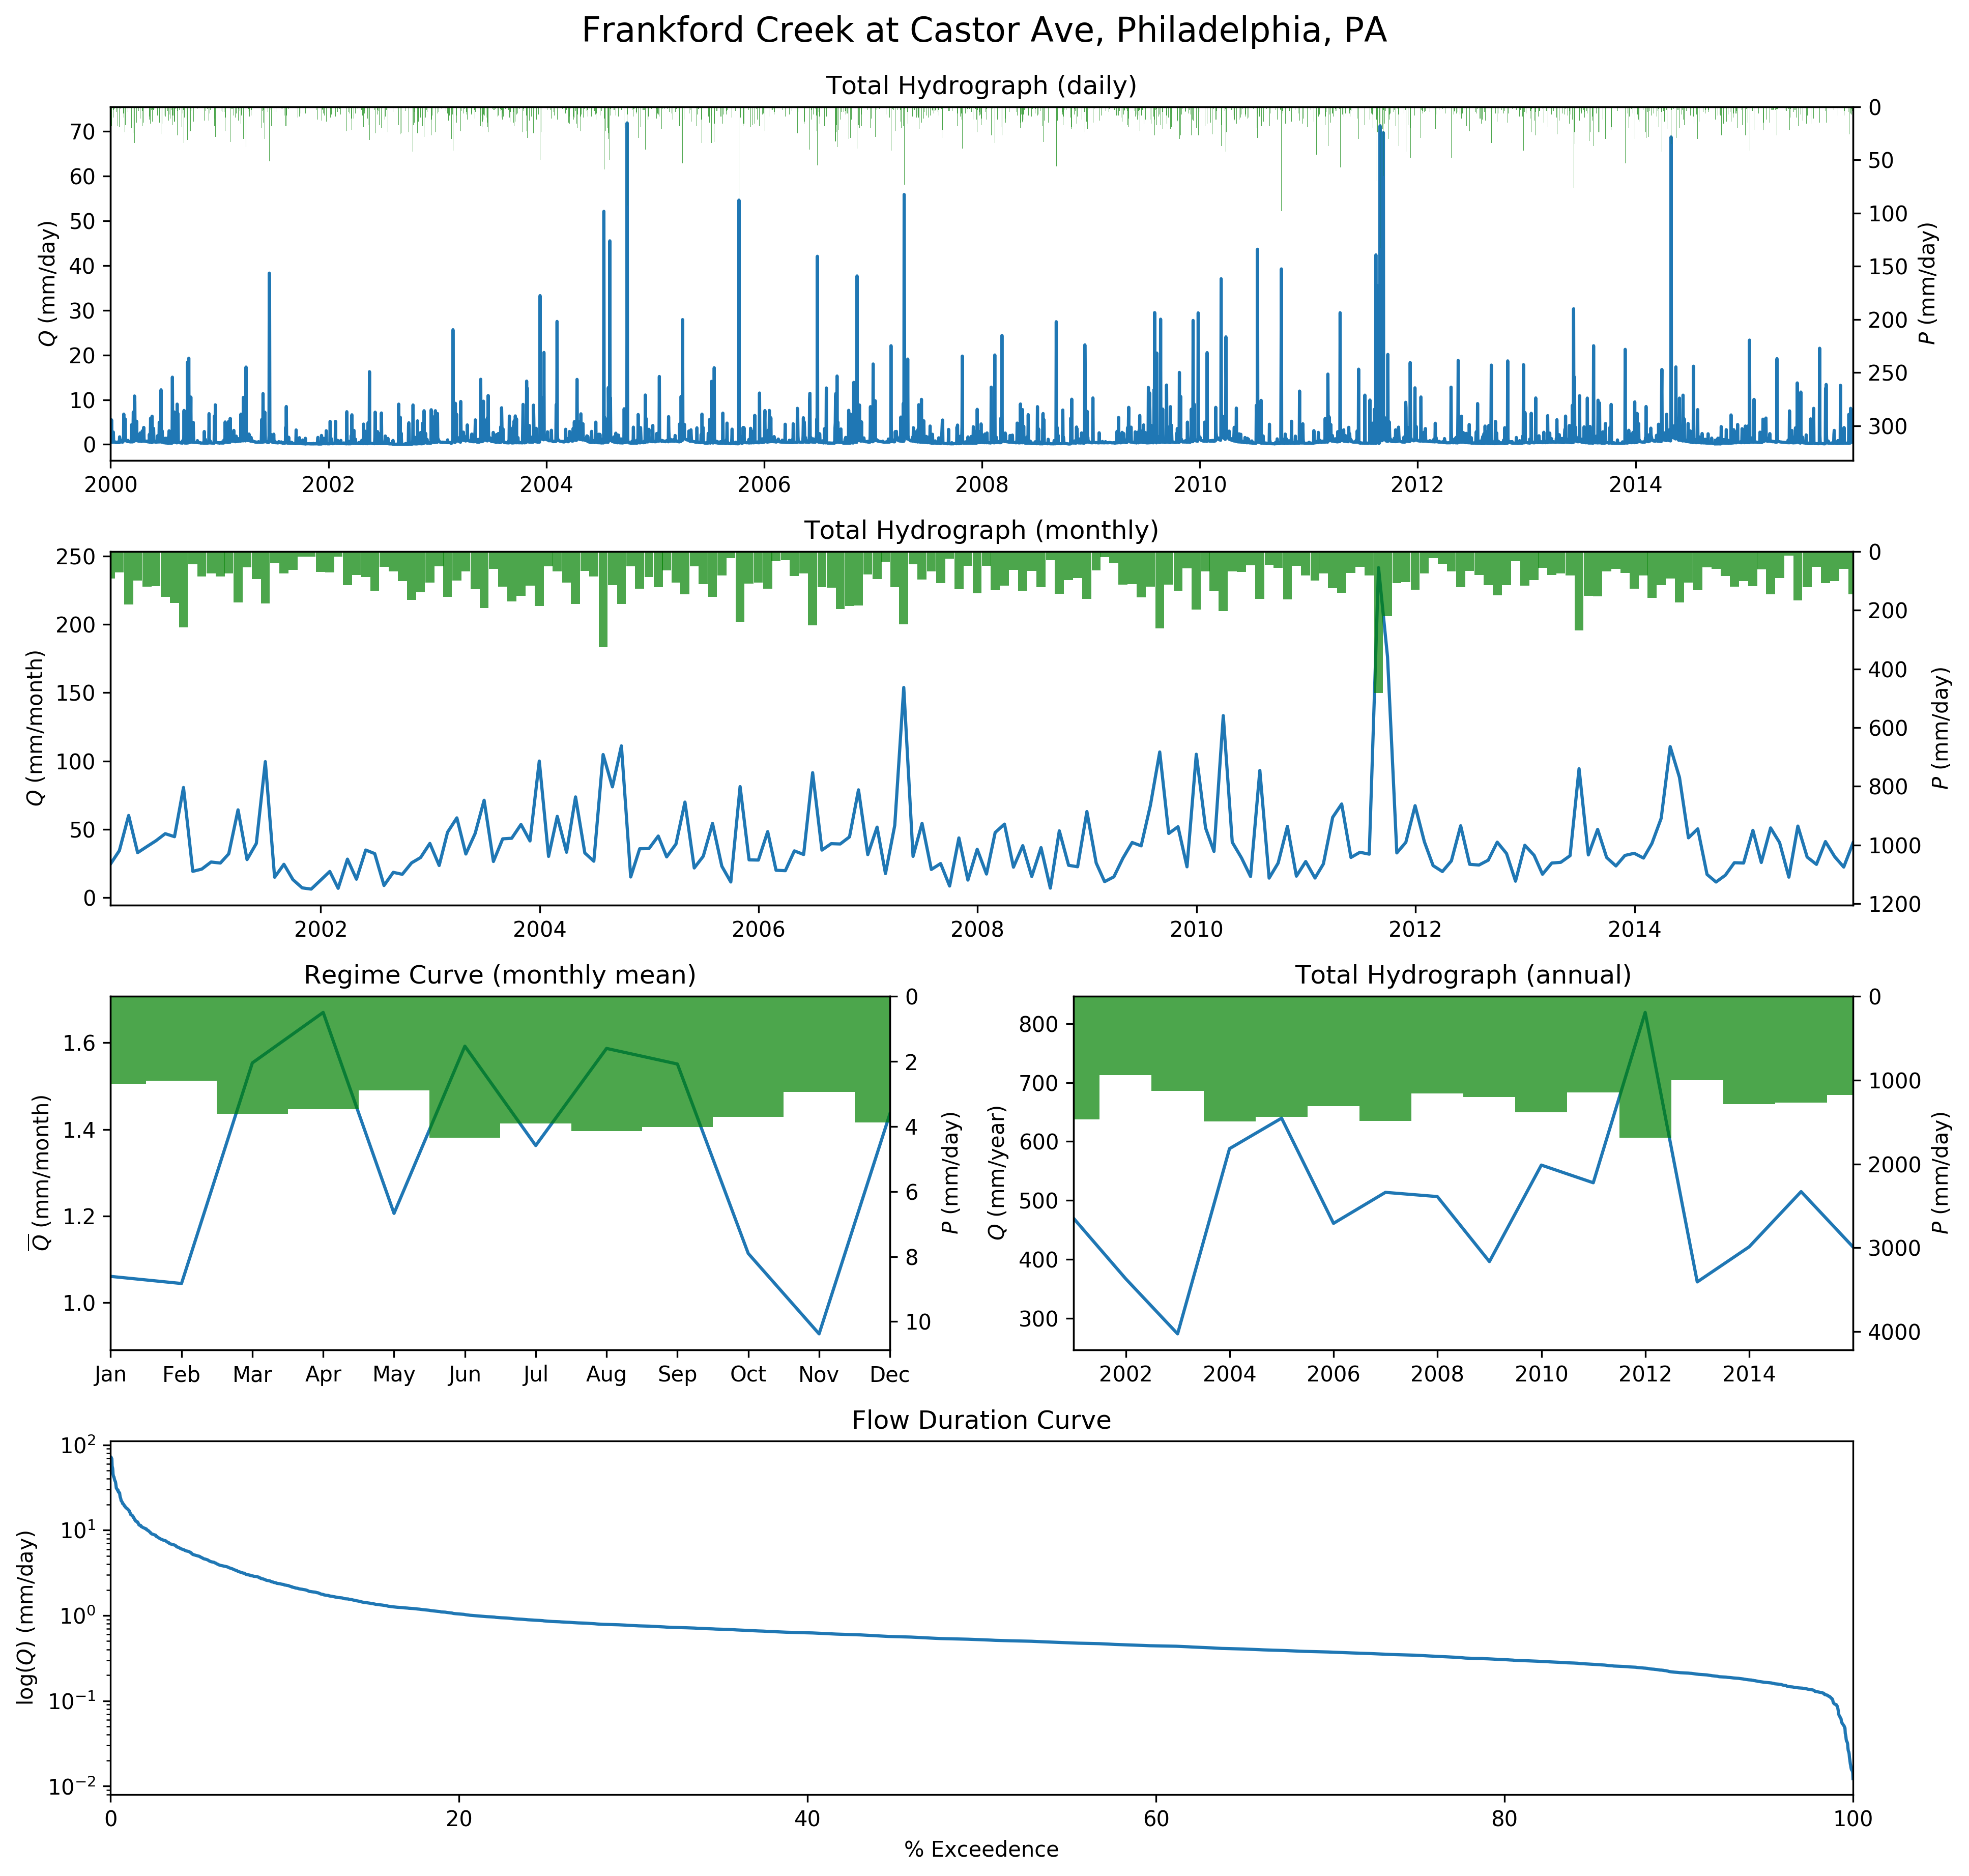 Frankford Creek at Castor Ave, Philadelphia, PA
Total Hydrograph (daily)
Q (mm/day)
70
60
50
40
30
20
10
0
0
50
100
150
200
250
300
P (mm/day)
2000 2002 2004 2006 2008 2010 2012 2014
Total Hydrograph (monthly)
Q (mm/month)
250
200
150
100
50
0
0
200
400
600
800
1000
1200
P (mm/day)
2002 2004 2006 2008 2010 2012 2014
Regime Curve (monthly mean)
Q̅ (mm/month)
1.6
1.4
1.2
1.0
0
2
4
6
8
10
P (mm/day)
Jan Feb Mar Apr May Jun Jul Aug Sep Oct Nov Dec
Total Hydrograph (annual)
Q (mm/year)
800
700
600
500
400
300
0
1000
2000
3000
4000
P (mm/day)
2002 2004 2006 2008 2010 2012 2014
Flow Duration Curve
log(Q) (mm/day)
10²
10¹
10⁰
10⁻¹
10⁻²
0 20 40 60 80 100
% Exceedence